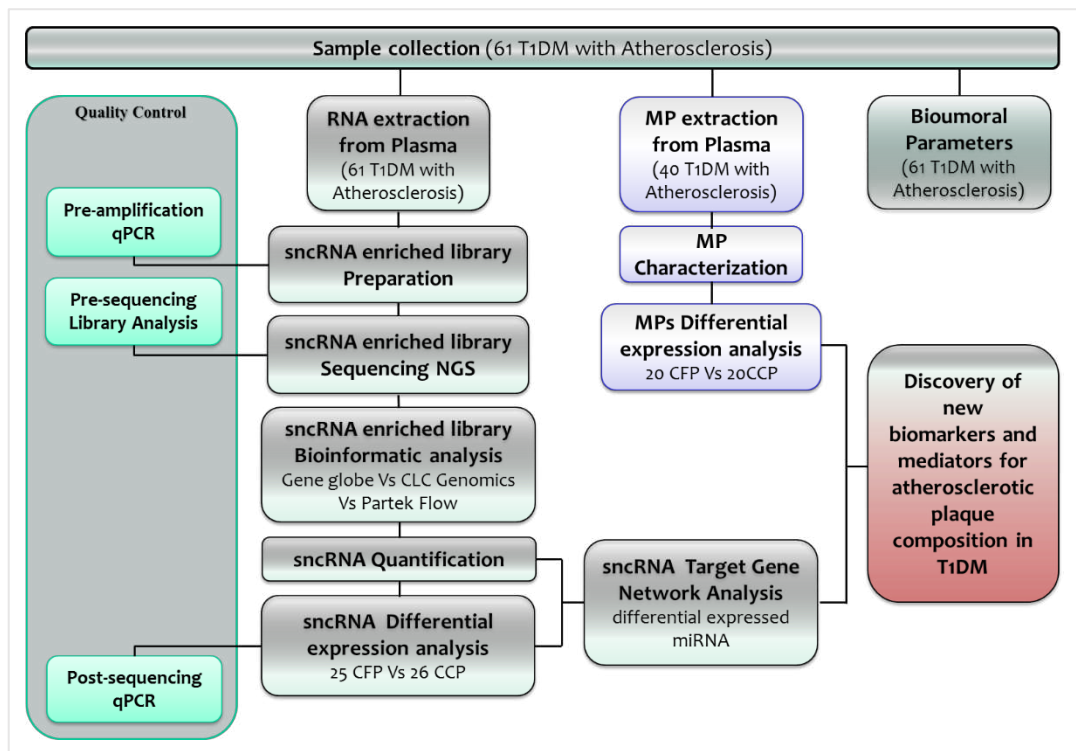 Sample collection (61 T1DM with Atherosclerosis)
Quality Control
Pre-amplification
qPCR
Pre-sequencing
Library Analysis
Post-sequencing
qPCR
RNA extraction
from Plasma
(61 T1DM with
Atherosclerosis)
sncRNA enriched library
Preparation
sncRNA enriched library
Sequencing NGS
sncRNA enriched library
Bioinformatic analysis
Gene globe Vs CLC Genomics
Vs Partek Flow
sncRNA Quantification
sncRNA Differential
expression analysis
25 CFP Vs 26 CCP
MP extraction
from Plasma
(40 T1DM with
Atherosclerosis)
MP
Characterization
MPs Differential
expression analysis
20 CFP Vs 20CCP
sncRNA Target Gene
Network Analysis
differential expressed
miRNA
Bioumoral
Parameters
(61 T1DM with
Atherosclerosis)
Discovery of
new
biomarkers and
mediators for
atherosclerotic
plaque
composition in
T1DM